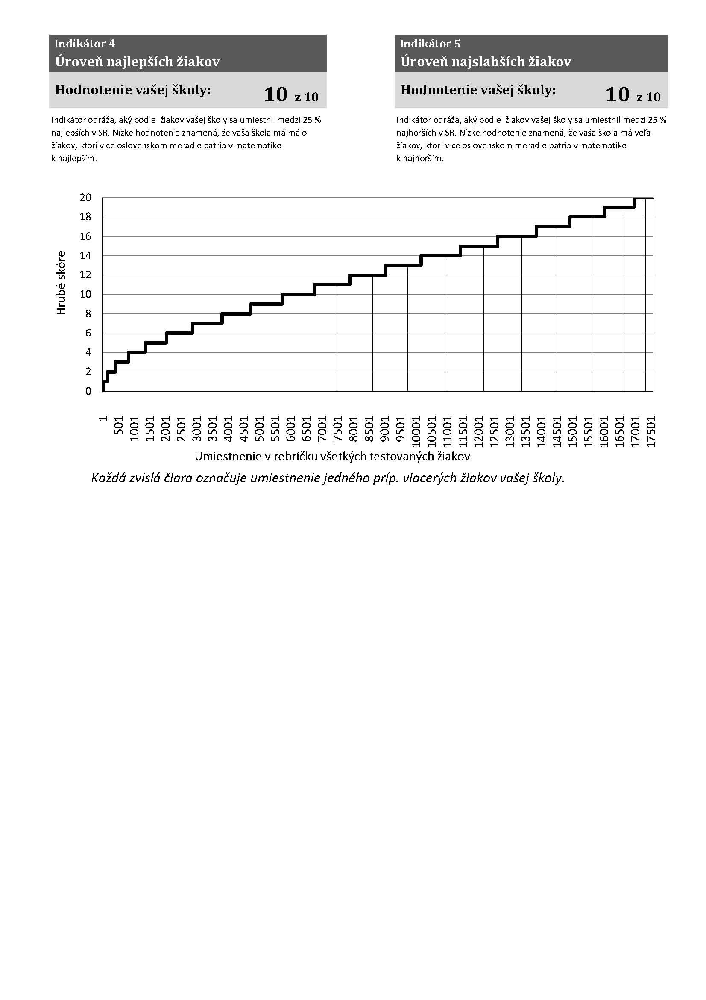 Indikátor 4
Úroveň najlepších žiakov
Hodnotenie vašej školy: 10 z 10
Indikátor odráža, aký podiel žiakov vašej školy sa umiestnil medzi 25 %
najlepších v SR. Nízke hodnotenie znamená, že vaša škola má málo
žiakov, ktorí v celoslovenskom meradle patria v matematike
k najlepším.
Indikátor 5
Úroveň najslabších žiakov
Hodnotenie vašej školy: 10 z 10
Indikátor odráža, aký podiel žiakov vašej školy sa umiestnil medzi 25 %
najhorších v SR. Nízke hodnotenie znamená, že vaša škola má veľa
žiakov, ktorí v celoslovenskom meradle patria v matematike
k najhorším.
Hrubé skóre
20
18
16
14
12
10
8
6
4
2
0
1 501 1001 1501 2001 2501 3001 3501 4001 4501 5001 5501 6001 6501 7001 7501 8001 8501 9001 9501 10001 10501 11001 11501 12001 12501 13001 13501 14001 14501 15001 15501 16001 16501 17001 17501
Umiestnenie v rebríčku všetkých testovaných žiakov
Každá zvislá čiara označuje umiestnenie jedného príp. viacerých žiakov vašej školy.